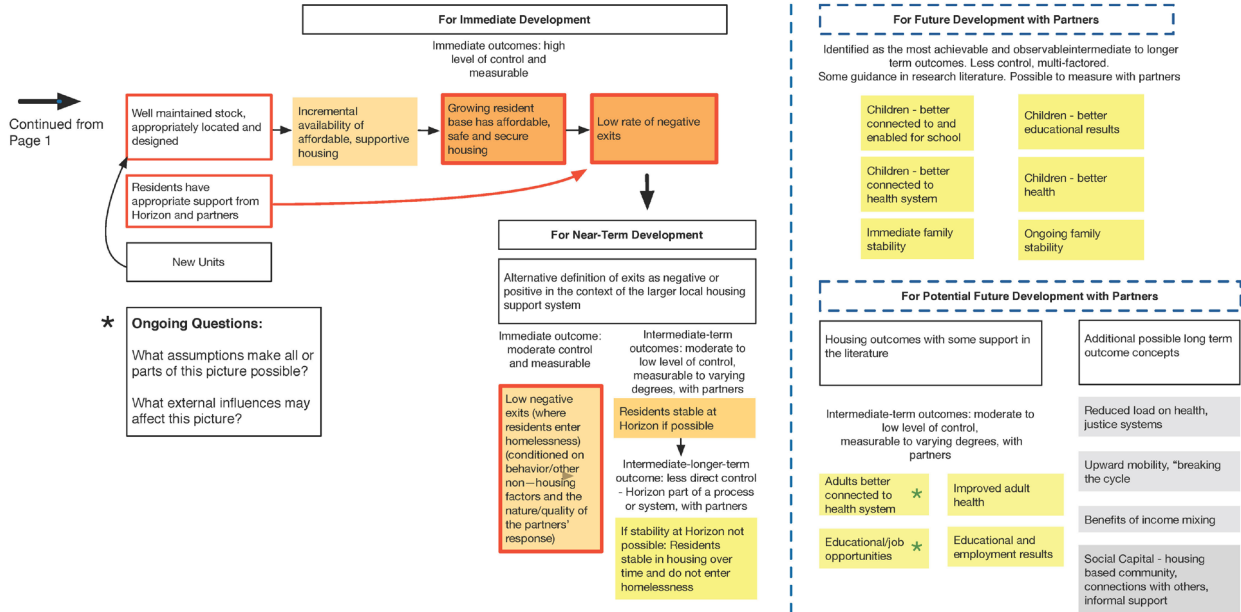 For Immediate Development
Immediate outcomes: high
level of control and
measurable
Continued from
Page 1
Well maintained stock,
appropriately located and
designed
Incremental
availability of
affordable, supportive
housing
Growing resident
base has affordable,
safe and secure
housing
Low rate of negative
exits
Residents have
appropriate support from
Horizon and partners
New Units
* Ongoing Questions:
What assumptions make all or
parts of this picture possible?
What external influences may
affect this picture?
For Near-Term Development
Alternative definition of exits as negative or
positive in the context of the larger local housing
support system
Immediate outcome:
moderate control
and measurable
Low negative
exits (where
residents enter
homelessness)
(conditioned on
behavior/other
non—housing
factors and the
nature/quality of
the partners'
response)
Intermediate-term
outcomes: moderate to
low level of control,
measurable to varying
degrees, with partners
Residents stable at
Horizon if possible
Intermediate-longer-term
outcome: less direct control
- Horizon part of a process
or system, with partners
If stability at Horizon not
possible: Residents
stable in housing over
time and do not enter
homelessness
For Future Development with Partners
Identified as the most achievable and observableintermediate to longer
term outcomes. Less control, multi-factored.
Some guidance in research literature. Possible to measure with partners
Children - better
connected to and
enabled for school
Children - better
educational results
Children - better
connected to
health system
Children - better
health
Immediate family
stability
Ongoing family
stability
For Potential Future Development with Partners
Housing outcomes with some support in
the literature
Intermediate-term outcomes: moderate to
low level of control,
measurable to varying degrees, with
partners
Adults better
connected to *
health system
Improved adult
health
Educational/job *
opportunities
Educational and
employment results
Additional possible long term
outcome concepts
Reduced load on health,
justice systems
Upward mobility, “breaking
the cycle
Benefits of income mixing
Social Capital - housing
based community,
connections with others,
informal support